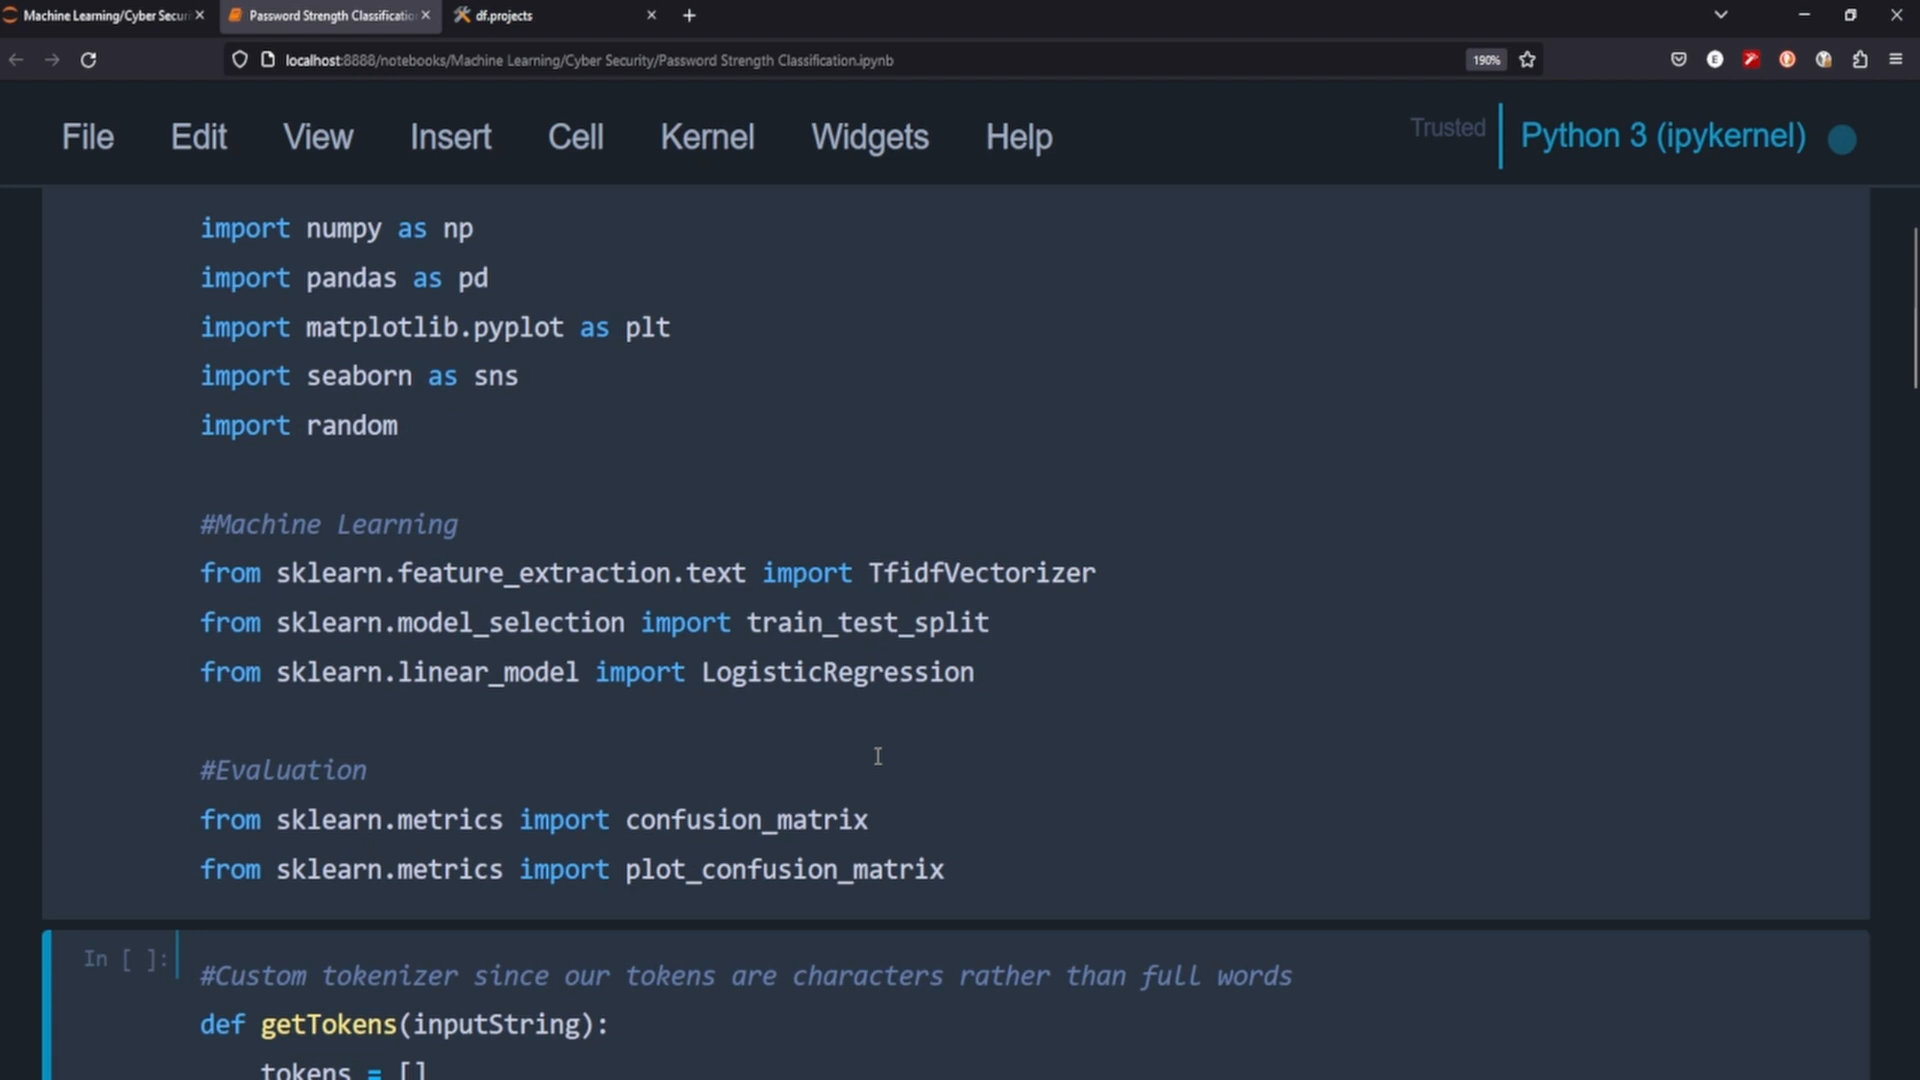 Machine Learning/Cyber Securi
Password Strength Classificatio
df.projects
localhost:8888/notebooks/Machine Learning/Cyber Security/Password Strength Classification.ipynb
190%
File Edit View Insert Cell Kernel Widgets Help
Trusted
Python 3 (ipykernel)
import numpy as np
import pandas as pd
import matplotlib.pyplot as plt
import seaborn as sns
import random
#Machine Learning
from sklearn.feature_extraction.text import TfidfVectorizer
from sklearn.model_selection import train_test_split
from sklearn.linear_model import LogisticRegression
#Evaluation
from sklearn.metrics import confusion_matrix
from sklearn.metrics import plot_confusion_matrix
In [ ]:
#Custom tokenizer since our tokens are characters rather than full words
def getTokens(inputString):
tokens = []